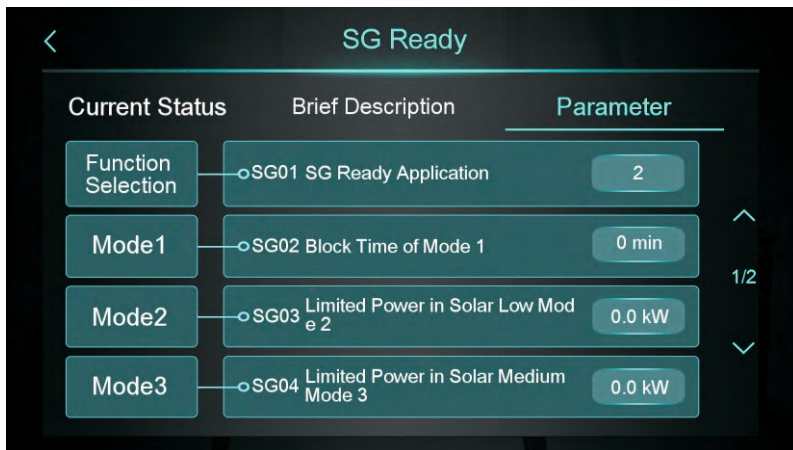 SG Ready
Current Status Brief Description Parameter
Function
Selection
SG01 SG Ready Application 2
Mode1 SG02 Block Time of Mode 1 0 min
1/2
Mode2 SG03 Limited Power in Solar Low Mod
e 2 0.0 kW
Mode3 SG04 Limited Power in Solar Medium
Mode 3 0.0 kW